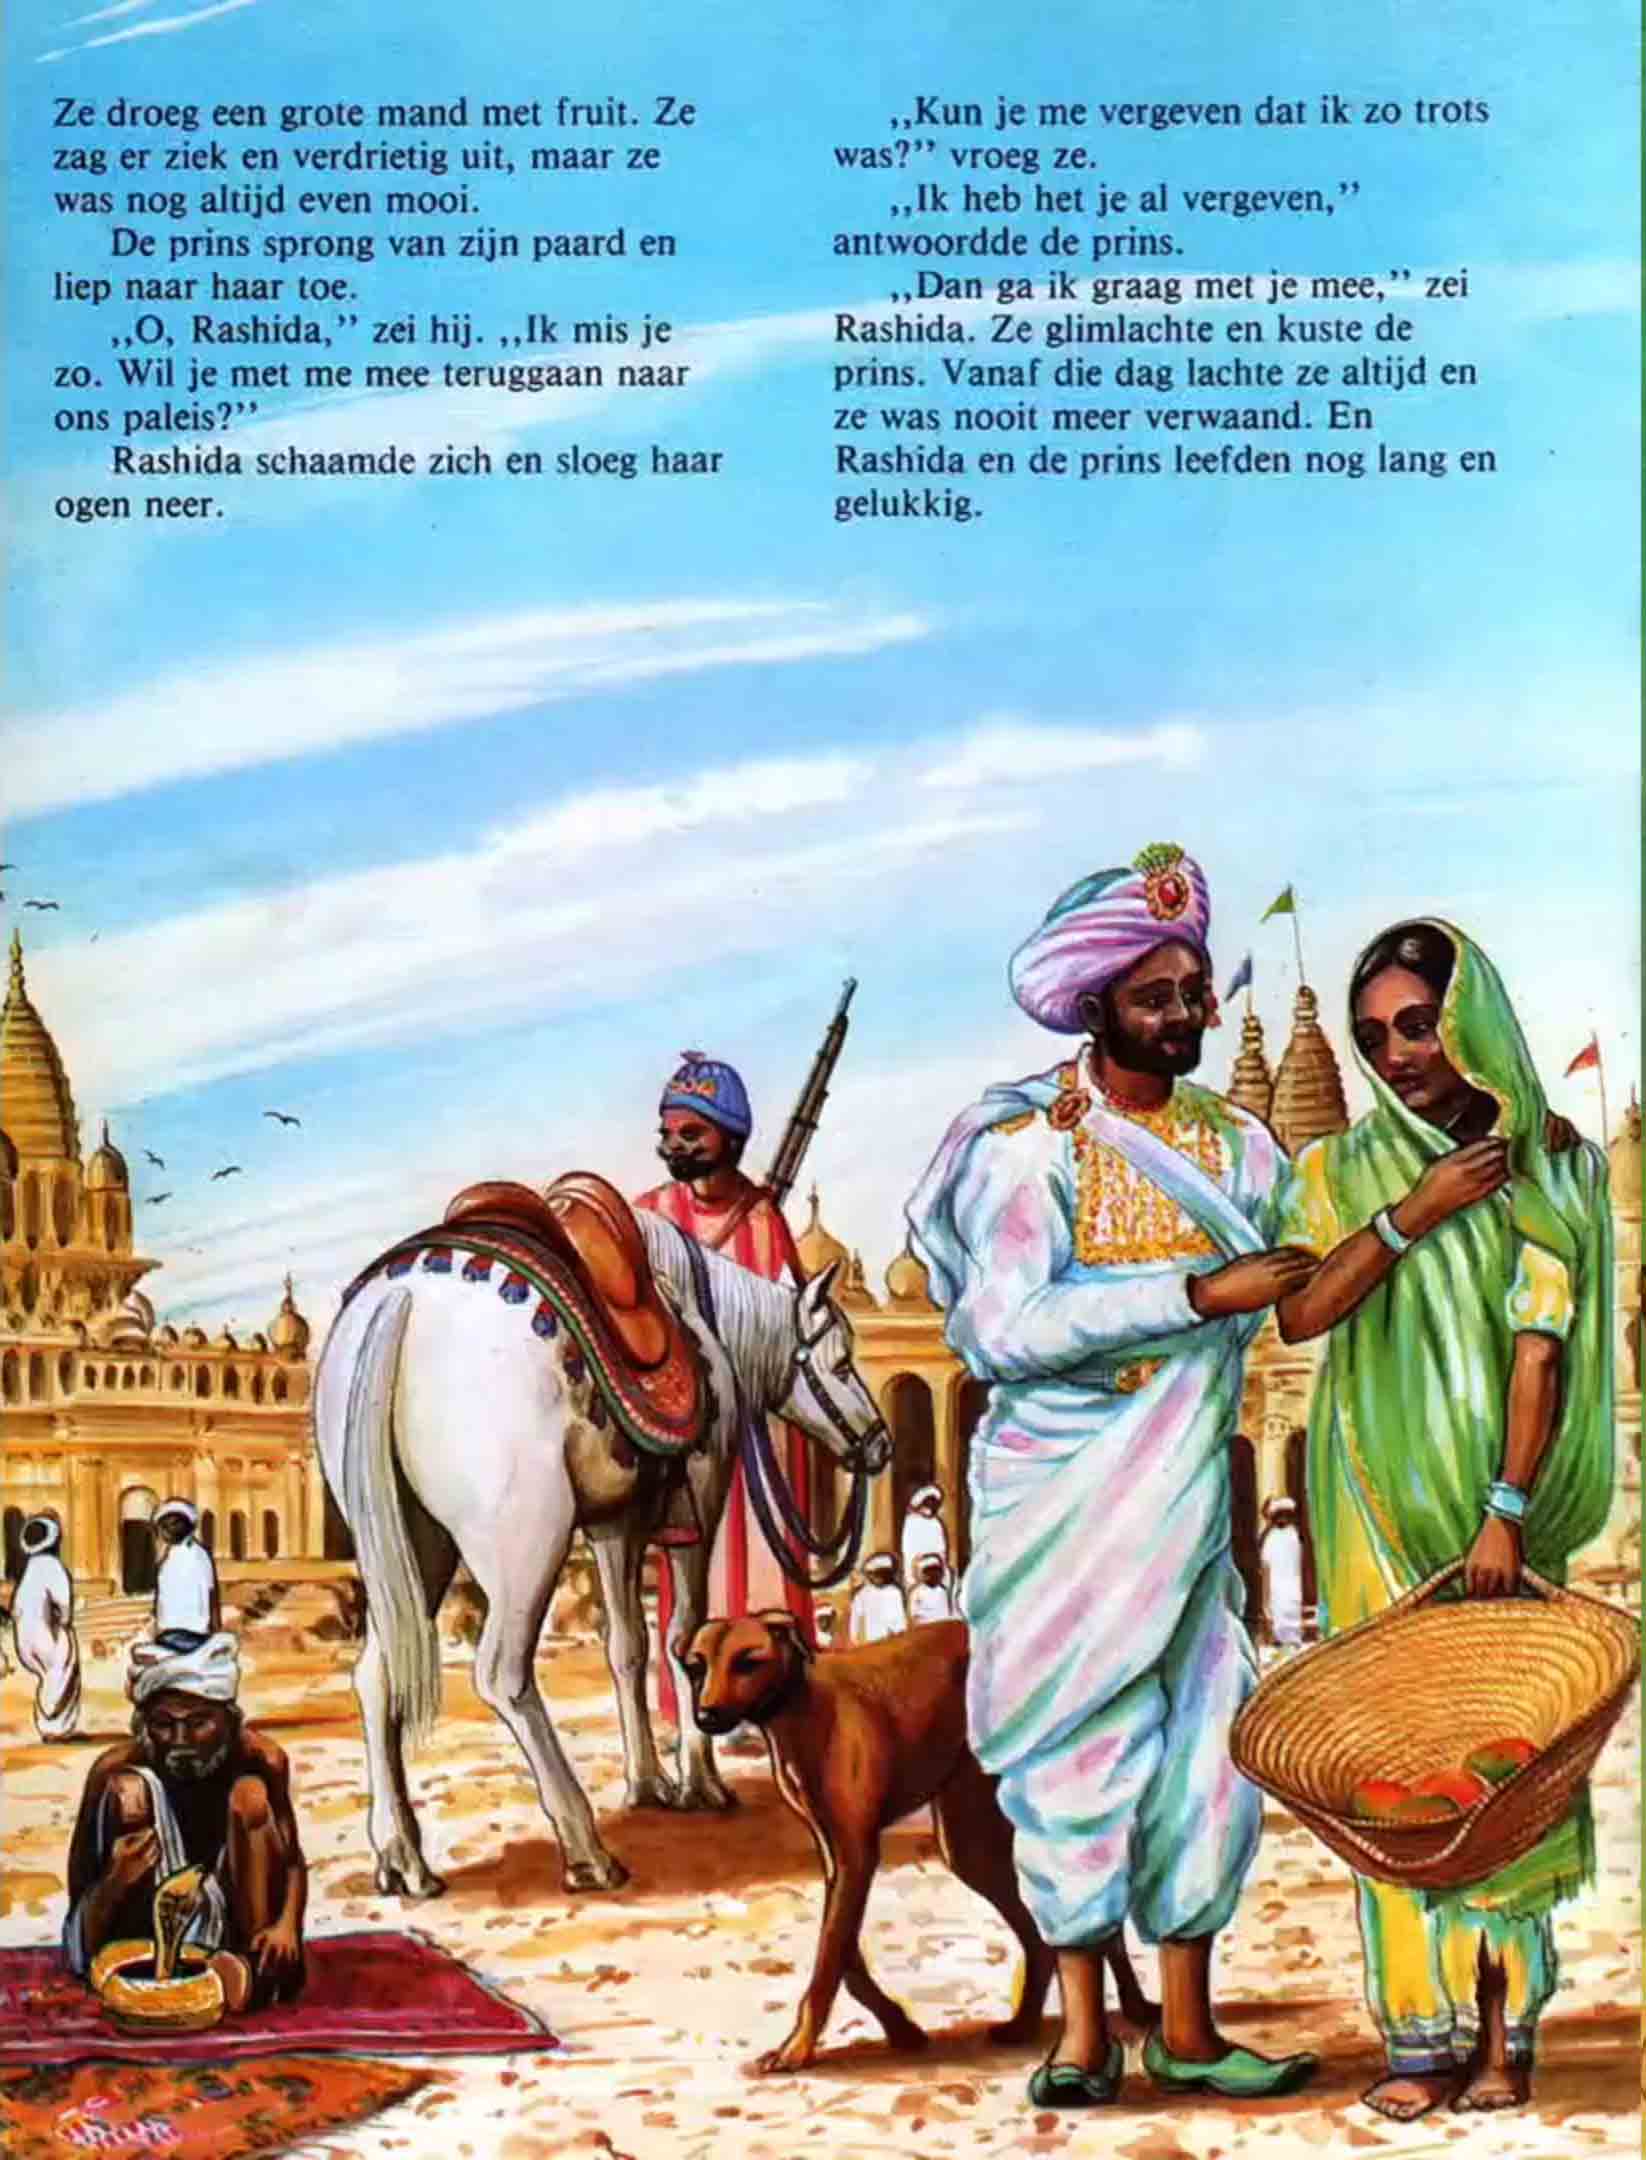 Ze droeg een grote mand met fruit. Ze
zag er ziek en verdrietig uit, maar ze
was nog altijd even mooi.
De prins sprong van zijn paard en
liep naar haar toe.
,,O, Rashida,” zei hij. ,,Ik mis je
zo. Wil je met me mee teruggaan naar
ons paleis?”
Rashida schaamde zich en sloeg haar
ogen neer.
,,Kun je me vergeven dat ik zo trots
was?” vroeg ze.
,,Ik heb het je al vergeven,”
antwoordde de prins.
,,Dan ga ik graag met je mee,” zei
Rashida. Ze glimlachte en kuste de
prins. Vanaf die dag lachte ze altijd en
ze was nooit meer verwaand. En
Rashida en de prins leefden nog lang en
gelukkig.